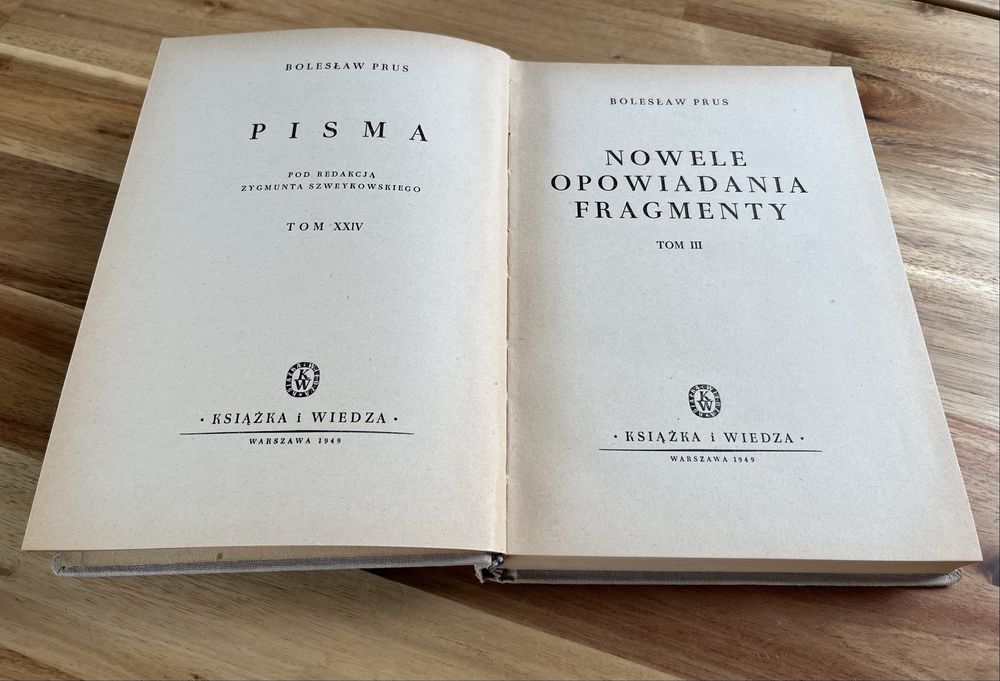 BOLESŁAW PRUS
PISMA
POD REDAKCJĄ
ZYGMUNTA SZWEYKOWSKIEGO
TOM XXIV
KW
· KSIĄŻKA i WIEDZA ·
WARSZAWA 1949
BOLESŁAW PRUS
NOWELE
OPOWIADANIA
FRAGMENTY
TOM III
KW
· KSIĄŻKA i WIEDZA ·
WARSZAWA 1949